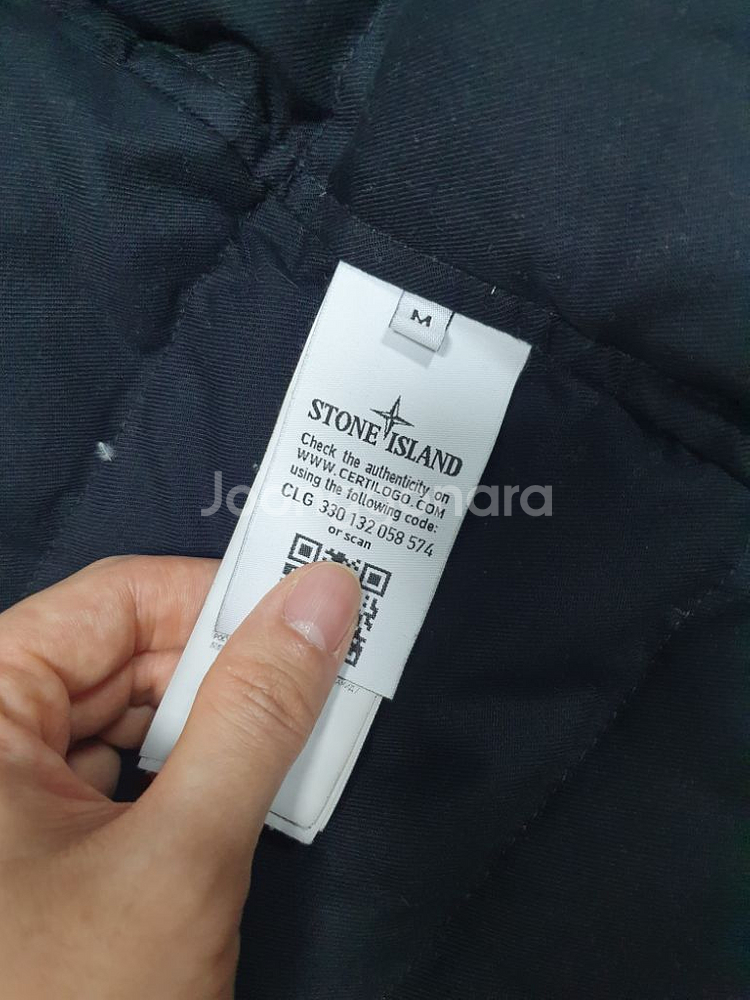 M
STONE ISLAND
Check the authenticity on
WWW.CERTILOGO.COM
using the following code:
CLG 330 132 058 574
or scan
Joonggonara